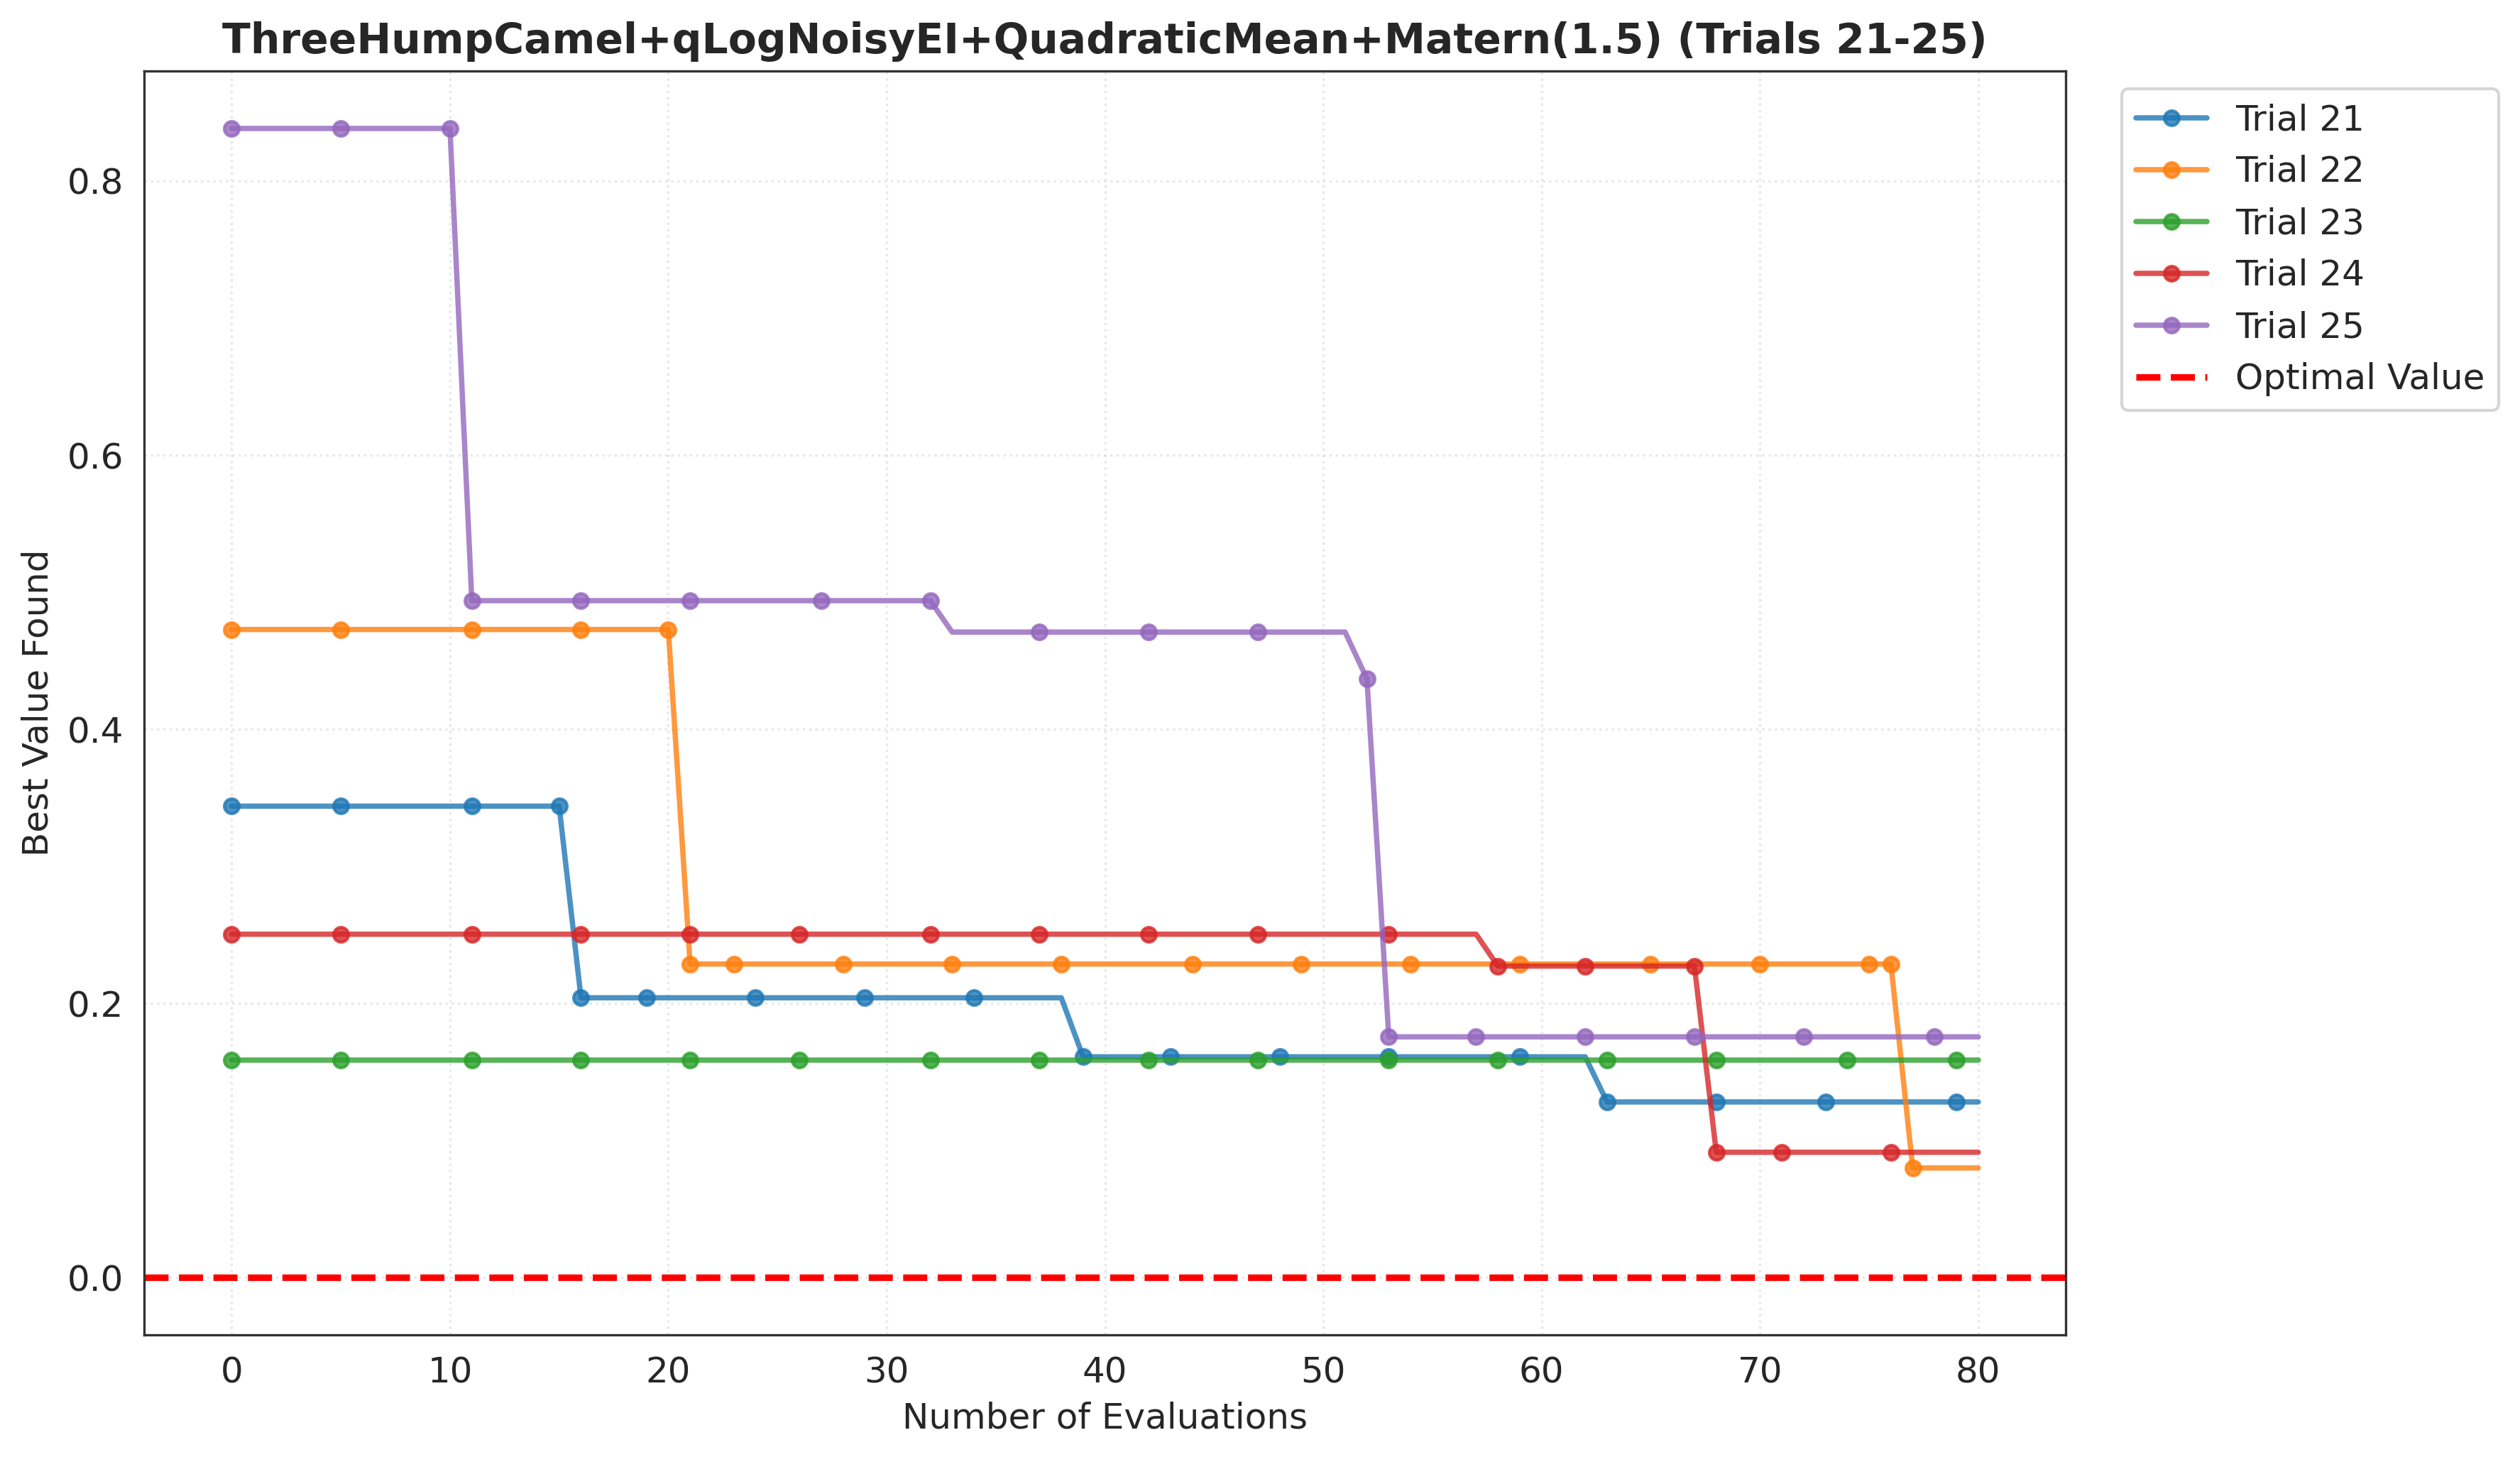 ThreeHumpCamel+qLogNoisyEI+QuadraticMean+Matern(1.5) (Trials 21-25)
Best Value Found
0.8
0.6
0.4
0.2
0.0
0 10 20 30 40 50 60 70 80
Number of Evaluations
Trial 21
Trial 22
Trial 23
Trial 24
Trial 25
Optimal Value